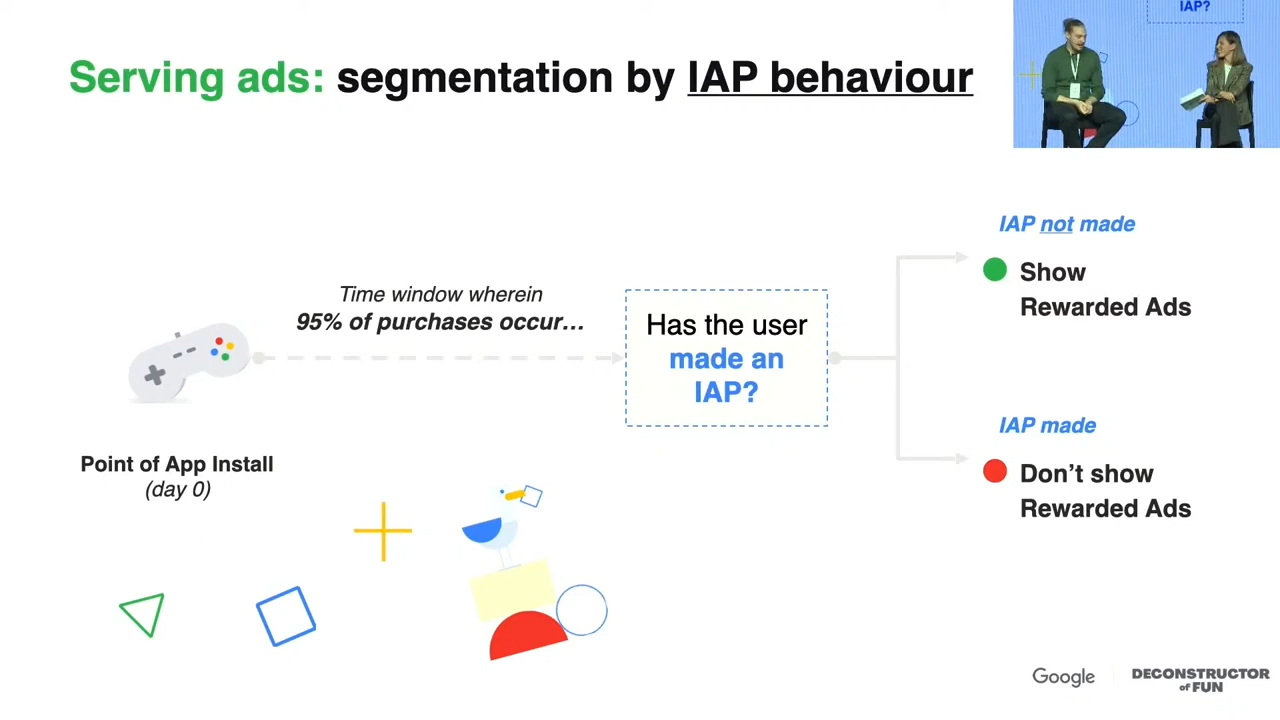 Serving ads: segmentation by IAP behaviour
IAP?
Time window wherein
95% of purchases occur…
Has the user
made an
IAP?
IAP not made
Show
Rewarded Ads
IAP made
Don’t show
Rewarded Ads
Point of App Install
(day 0)
Google
DECONSTRUCTOR
of FUN